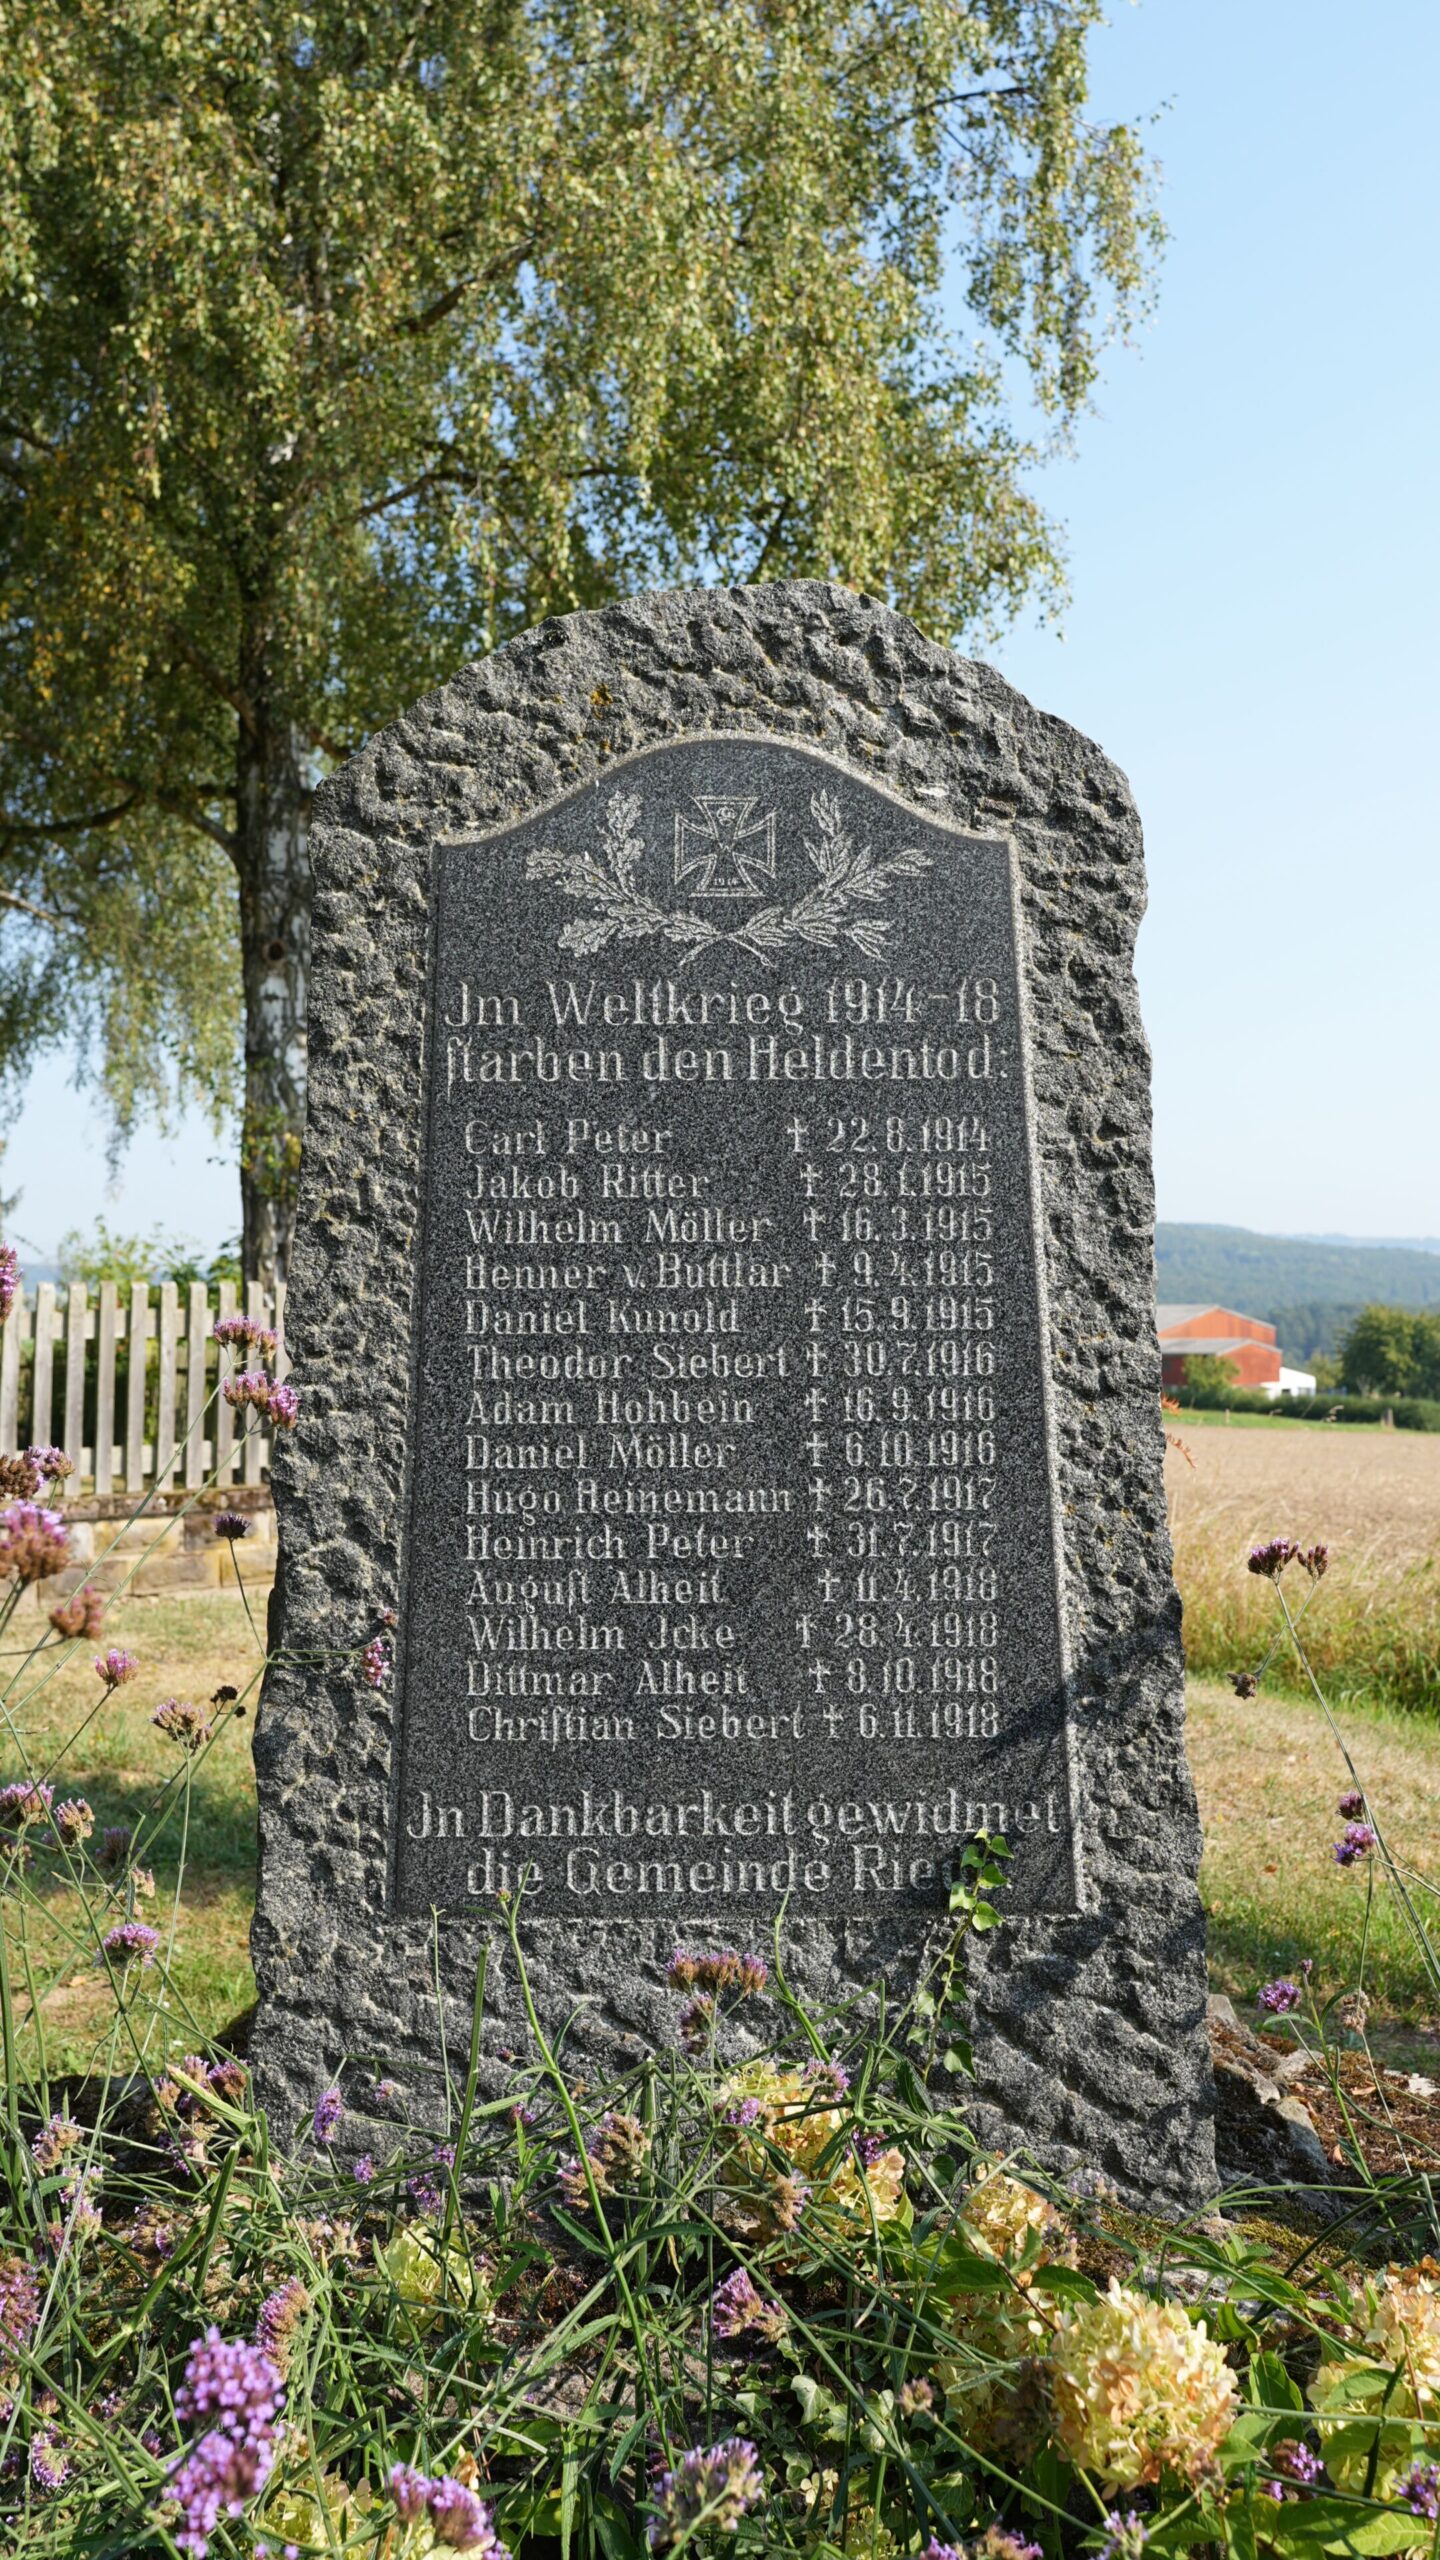 1914
Im Weltkrieg 1914-18
ſtarben den Heldentod:
Carl Peter † 22.8.1914
Jakob Ritter † 28.1.1915
Wilhelm Möller † 16.3.1915
Henner v. Buttlar † 9.4.1915
Daniel Kunold † 15.9.1915
Theodor Siebert † 30.7.1916
Adam Hohbein † 16.9.1916
Daniel Möller † 6.10.1916
Hugo Heinemann † 26.7.1917
Heinrich Peter † 31.7.1917
Auguſt Alheit † 11.4.1918
Wilhelm Icke † 28.4.1918
Dittmar Alheit † 8.10.1918
Chriſtian Siebert † 6.11.1918
In Dankbarkeit gewidmet
die Gemeinde